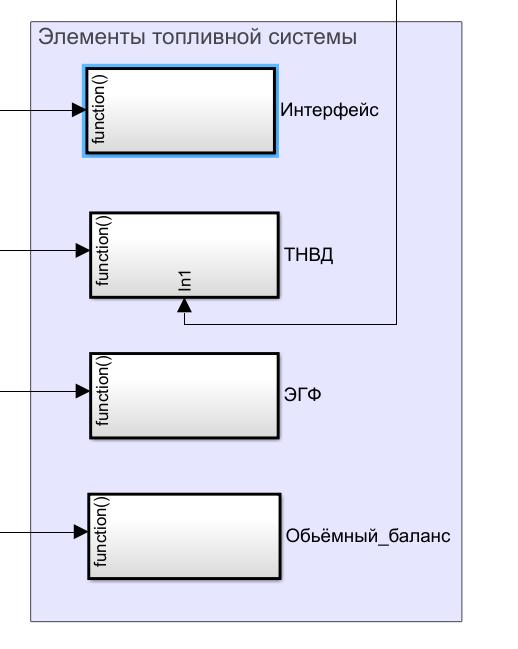 Элементы топливной системы
function()
Интерфейс
function()
In1
ТНВД
function()
ЭГФ
function()
Обьёмный_баланс